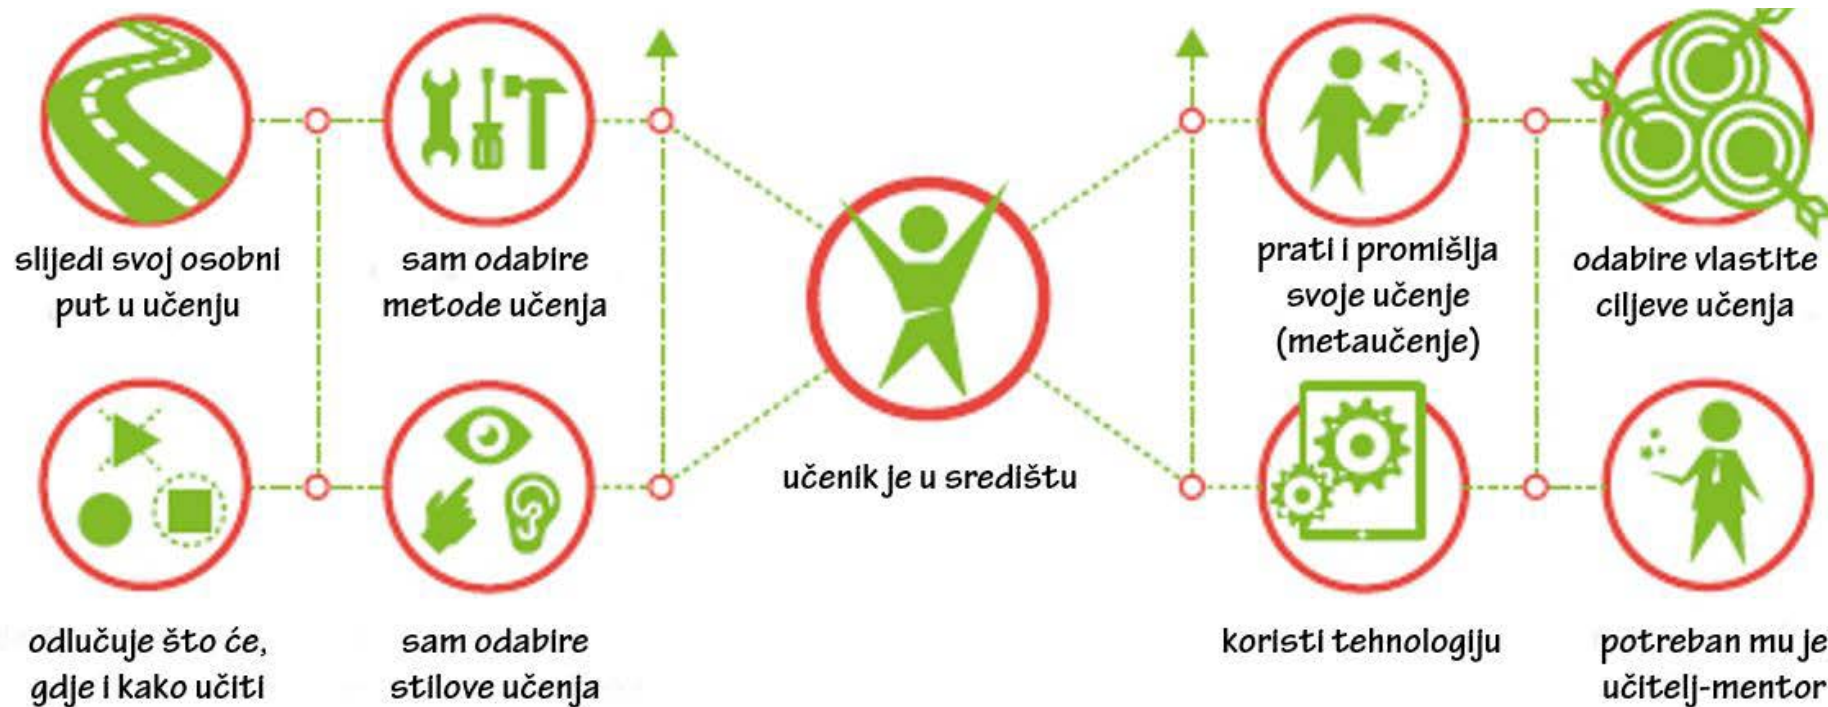 slijedi svoj osobni
put u učenju
sam odabire
metode učenja
učenik je u središtu
prati i promišlja
svoje učenje
(metaučenje)
odabire vlastite
ciljeve učenja
odlučuje što će,
gdje i kako učiti
sam odabire
stilove učenja
koristi tehnologiju
potreban mu je
učitelj-mentor